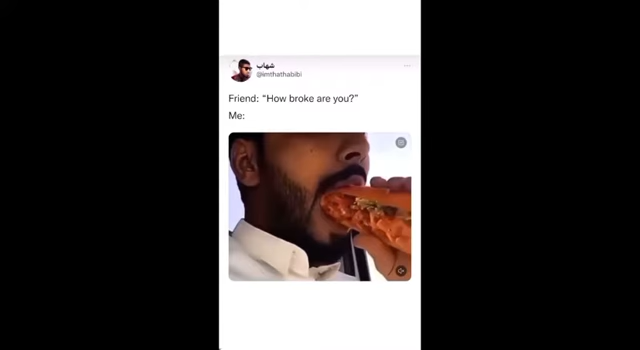 شهاب
@imthathabibi
Friend: “How broke are you?”
Me: